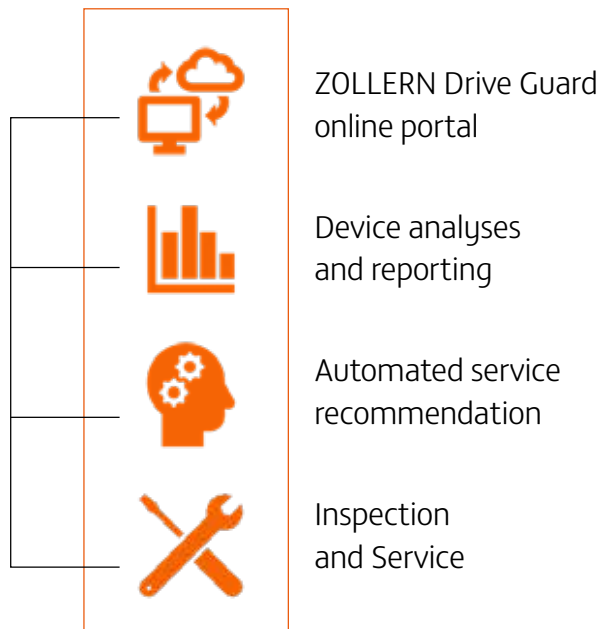 ZOLLERN Drive Guard
online portal
Device analyses
and reporting
Automated service
recommendation
Inspection
and Service